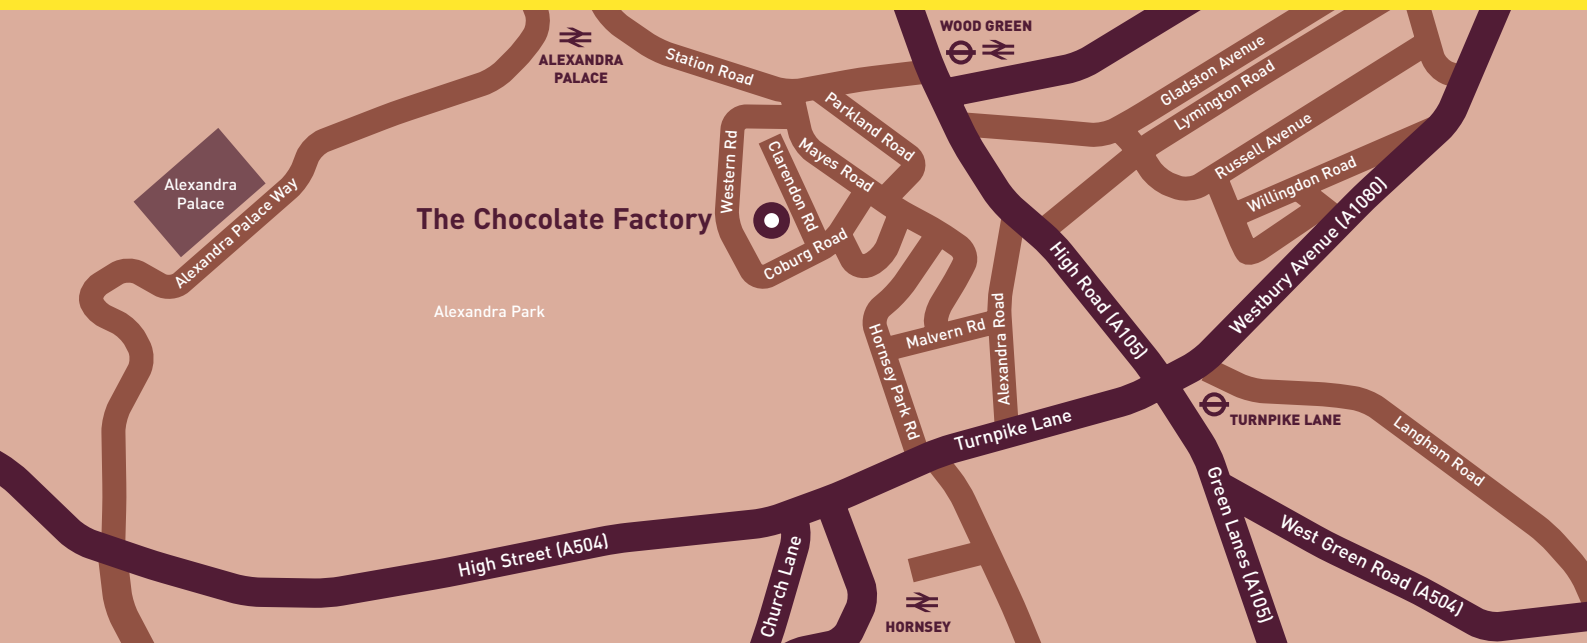 WOOD GREEN
ALEXANDRA
PALACE
Station Road
Gladston Avenue
Lymington Road
Parkland Road
Russell Avenue
Mayes Road
Western Rd
Clarendon Rd
Willingdon Road
Alexandra
Palace
Alexandra Palace Way
The Chocolate Factory
Coburg Road
Westbury Avenue (A1080)
High Road (A105)
Alexandra Park
Malvern Rd
Alexandra Road
Hornsey Park Rd
Turnpike Lane
TURNPIKE LANE
Langham Road
Green Lanes (A105)
West Green Road (A504)
High Street (A504)
Church Lane
HORNSEY